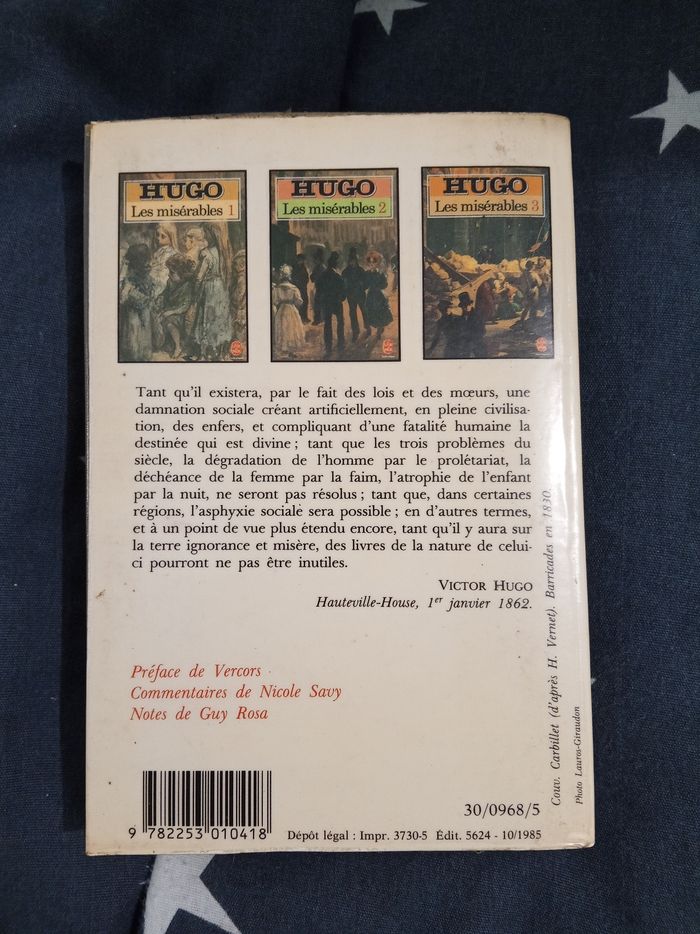 HUGO
Les misérables 1
HUGO
Les misérables 2
HUGO
Les misérables 3
Tant qu'il existera, par le fait des lois et des mœurs, une
damnation sociale créant artificiellement, en pleine civilisa-
tion, des enfers, et compliquant d'une fatalité humaine la
destinée qui est divine ; tant que les trois problèmes du
siècle, la dégradation de l'homme par le prolétariat, la
déchéance de la femme par la faim, l'atrophie de l'enfant
par la nuit, ne seront pas résolus ; tant que, dans certaines
régions, l'asphyxie sociale sera possible ; en d'autres termes,
et à un point de vue plus étendu encore, tant qu'il y aura sur
la terre ignorance et misère, des livres de la nature de celui-
ci pourront ne pas être inutiles.
VICTOR HUGO
Hauteville-House, 1er janvier 1862.
Préface de Vercors
Commentaires de Nicole Savy
Notes de Guy Rosa
Couv. Carbillet (d'après H. Vernet). Barricades en 1830.
Photo Lauros-Giraudon
30/0968/5
9 782253 010418
Dépôt légal : Impr. 3730-5 Édit. 5624 - 10/1985